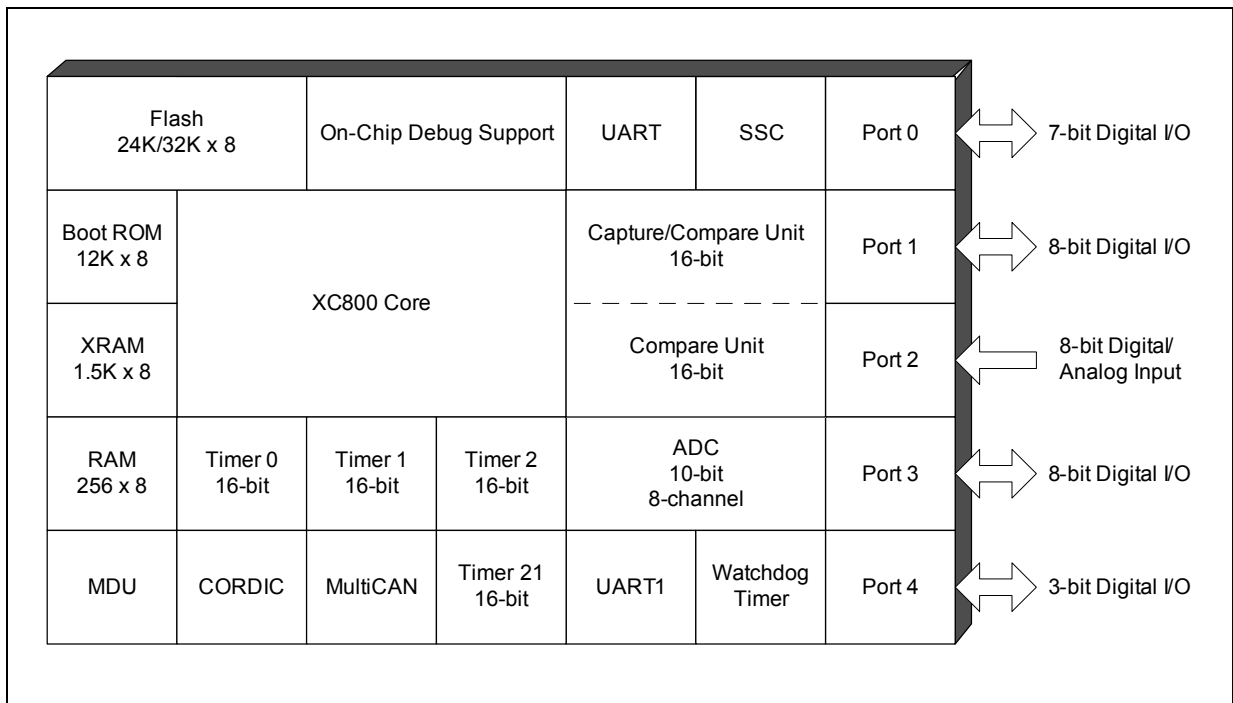 Flash
24K/32K x 8
On-Chip Debug Support
UART
SSC
Port 0
7-bit Digital I/O
Boot ROM
12K x 8
XC800 Core
Capture/Compare Unit
16-bit
Port 1
8-bit Digital I/O
XRAM
1.5K x 8
Compare Unit
16-bit
Port 2
8-bit Digital/
Analog Input
RAM
256 x 8
Timer 0
16-bit
Timer 1
16-bit
Timer 2
16-bit
ADC
10-bit
8-channel
Port 3
8-bit Digital I/O
MDU
CORDIC
MultiCAN
Timer 21
16-bit
UART1
Watchdog
Timer
Port 4
3-bit Digital I/O